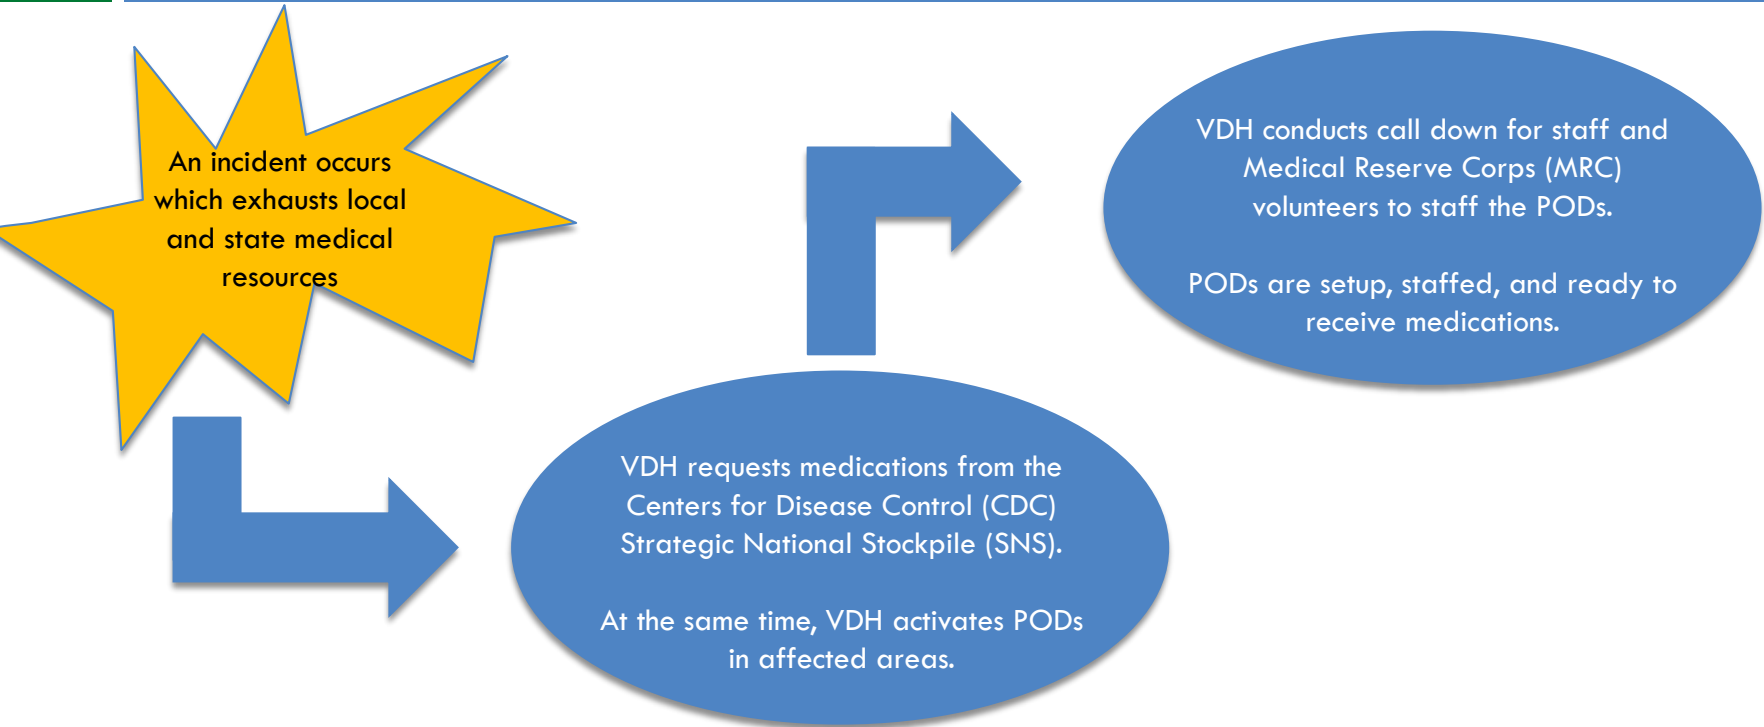 An incident occurs
which exhausts local
and state medical
resources
VDH requests medications from the
Centers for Disease Control (CDC)
Strategic National Stockpile (SNS).
At the same time, VDH activates PODs
in affected areas.
VDH conducts call down for staff and
Medical Reserve Corps (MRC)
volunteers to staff the PODs.
PODs are setup, staffed, and ready to
receive medications.